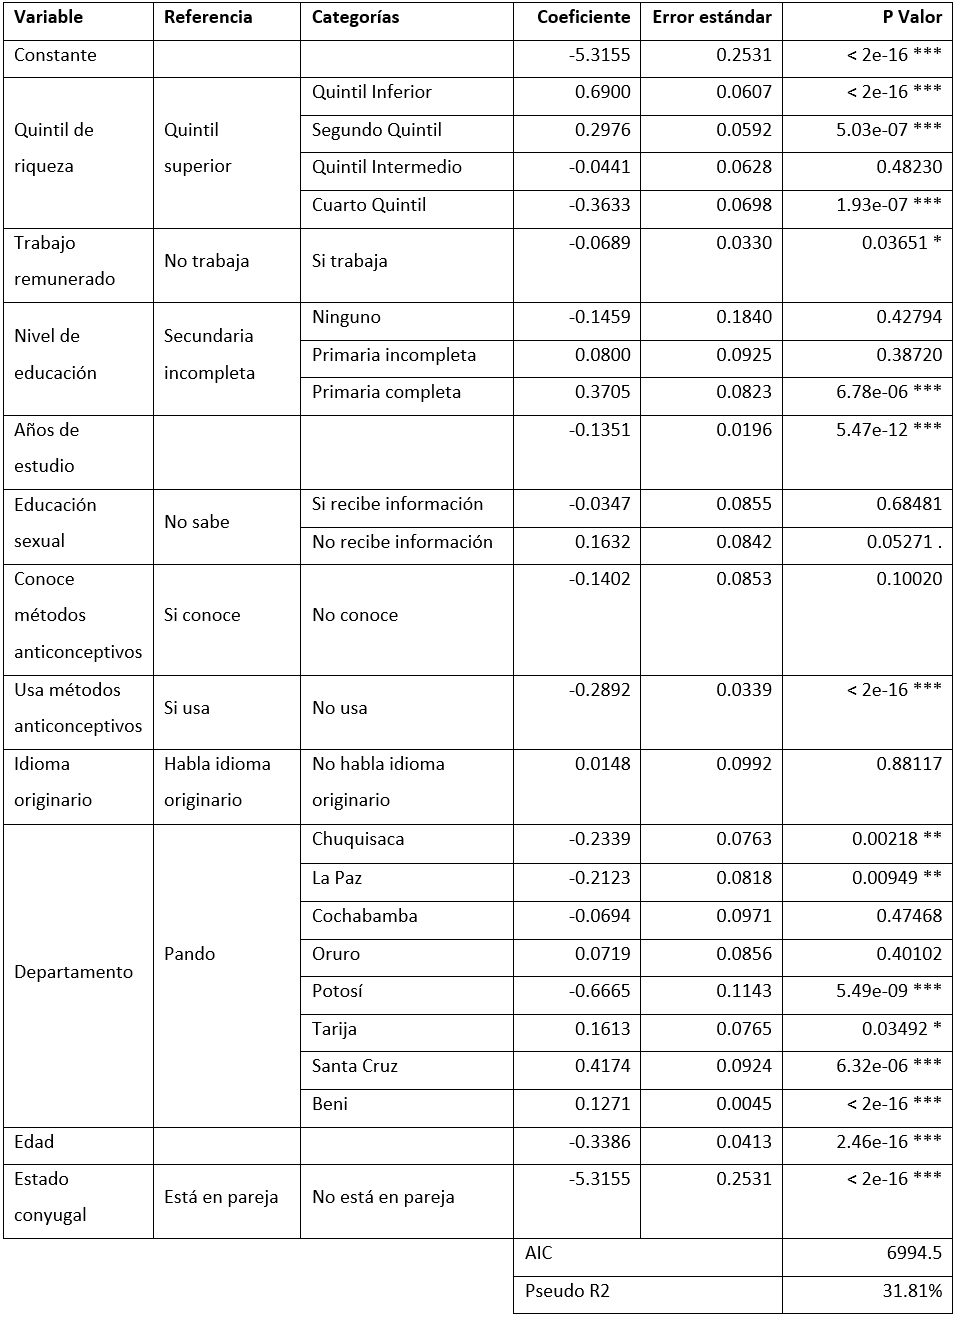 Variable Referencia Categorías Coeficiente Error estándar P Valor
Constante -5.3155 0.2531 < 2e-16 ***
Quintil de riqueza Quintil superior Quintil Inferior 0.6900 0.0607 < 2e-16 ***
Segundo Quintil 0.2976 0.0592 5.03e-07 ***
Quintil Intermedio -0.0441 0.0628 0.48230
Cuarto Quintil -0.3633 0.0698 1.93e-07 ***
Trabajo remunerado No trabaja Si trabaja -0.0689 0.0330 0.03651 *
Nivel de educación Secundaria incompleta Ninguno -0.1459 0.1840 0.42794
Primaria incompleta 0.0800 0.0925 0.38720
Primaria completa 0.3705 0.0823 6.78e-06 ***
Años de estudio -0.1351 0.0196 5.47e-12 ***
Educación sexual No sabe Si recibe información -0.0347 0.0855 0.68481
No recibe información 0.1632 0.0842 0.05271 .
Conoce métodos anticonceptivos Si conoce No conoce -0.1402 0.0853 0.10020
Usa métodos anticonceptivos Si usa No usa -0.2892 0.0339 < 2e-16 ***
Idioma originario Habla idioma originario No habla idioma originario 0.0148 0.0992 0.88117
Departamento Pando Chuquisaca -0.2339 0.0763 0.00218 **
La Paz -0.2123 0.0818 0.00949 **
Cochabamba -0.0694 0.0971 0.47468
Oruro 0.0719 0.0856 0.40102
Potosí -0.6665 0.1143 5.49e-09 ***
Tarija 0.1613 0.0765 0.03492 *
Santa Cruz 0.4174 0.0924 6.32e-06 ***
Beni 0.1271 0.0045 < 2e-16 ***
Edad -0.3386 0.0413 2.46e-16 ***
Estado conyugal Está en pareja No está en pareja -5.3155 0.2531 < 2e-16 ***
AIC 6994.5
Pseudo R2 31.81%